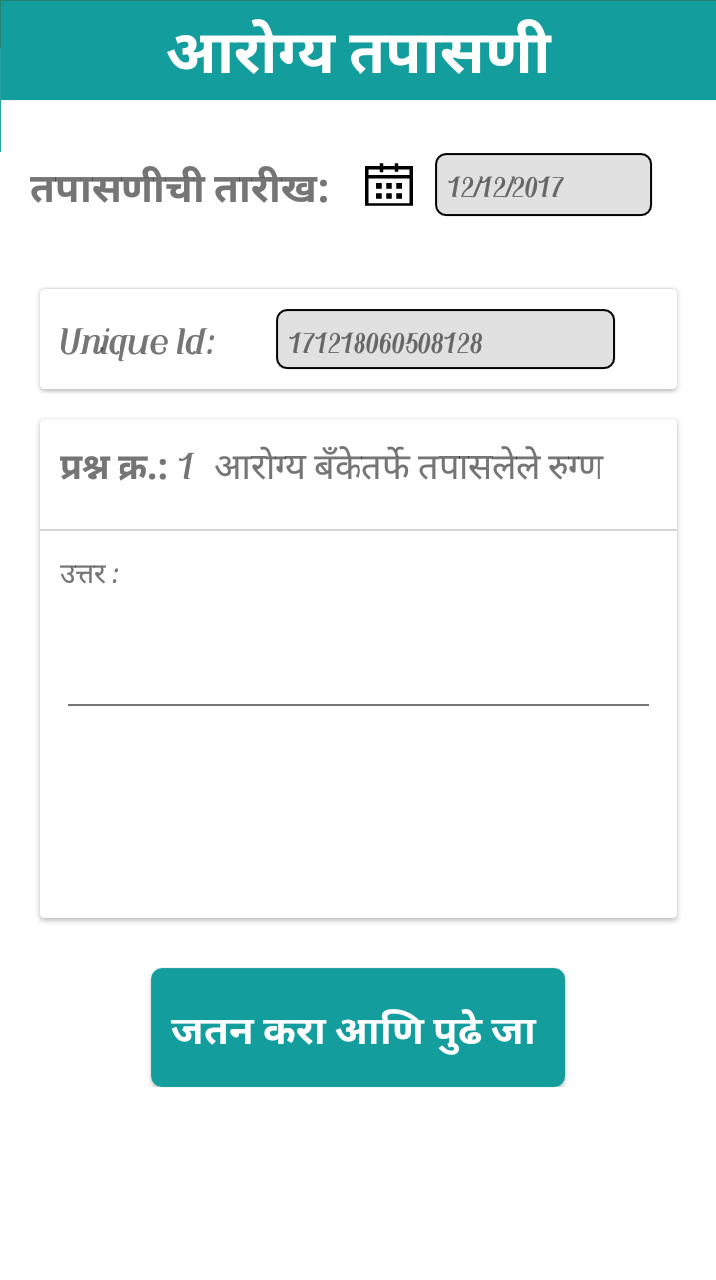 आरोग्य तपासणी
तपासणीची तारीख: 12/12/2017
Unique Id: 171218060508128
प्रश्न क्र.: 1 आरोग्य बँकेतर्फे तपासलेले रुग्ण
उत्तर :
जतन करा आणि पुढे जा